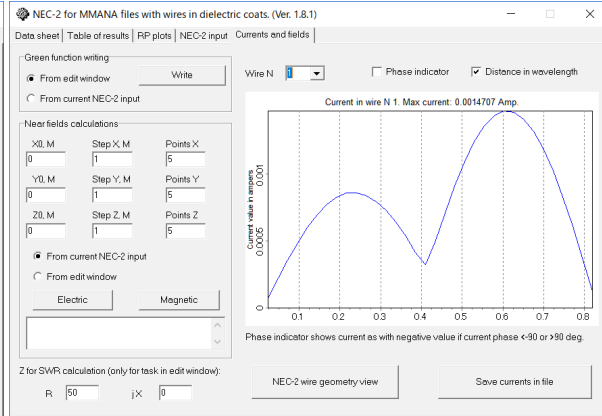 NEC-2 for MMANA files with wires in dielectric coats. (Ver. 1.8.1)
Data sheet Table of results RP plots NEC-2 input Currents and fields
Green function writing
From edit window
Write
From current NEC-2 input
Near fields calculations
X0, M Step X, M Points X
0 1 5
Y0, M Step Y, M Points Y
0 1 5
Z0, M Step Z, M Points Z
0 1 5
From current NEC-2 input
From edit window
Electric Magnetic
Z for SWR calculation (only for task in edit window):
R 50 jX 0
Wire N 1 Phase indicator Distance in wavelength
Current in wire N 1. Max current: 0.0014707 Amp.
Current value in ampers
0.001
0.0005
0
0.1 0.2 0.3 0.4 0.5 0.6 0.7 0.8
Phase indicator shows current as with negative value if current phase <-90 or >90 deg.
NEC-2 wire geometry view Save currents in file